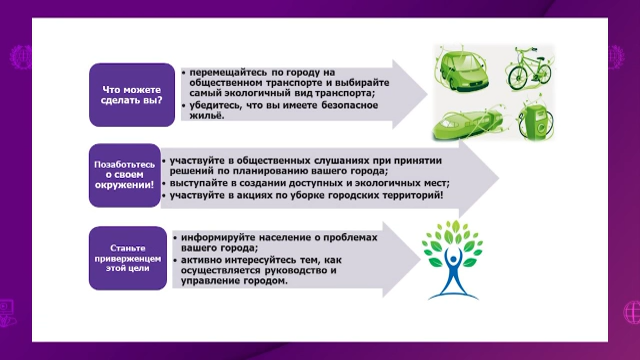 Что можете
сделать вы?
• перемещайтесь по городу на
общественном транспорте и выбирайте
самый экологичный вид транспорта;
• убедитесь, что вы имеете безопасное
жильё.
Позаботьтесь
о своем
окружении!
• участвуйте в общественных слушаниях при принятии
решений по планированию вашего города;
• выступайте в создании доступных и экологичных мест;
• участвуйте в акциях по уборке городских территорий!
Станьте
приверженцем
этой цели
• информируйте население о проблемах
вашего города;
• активно интересуйтесь тем, как
осуществляется руководство и
управление городом.